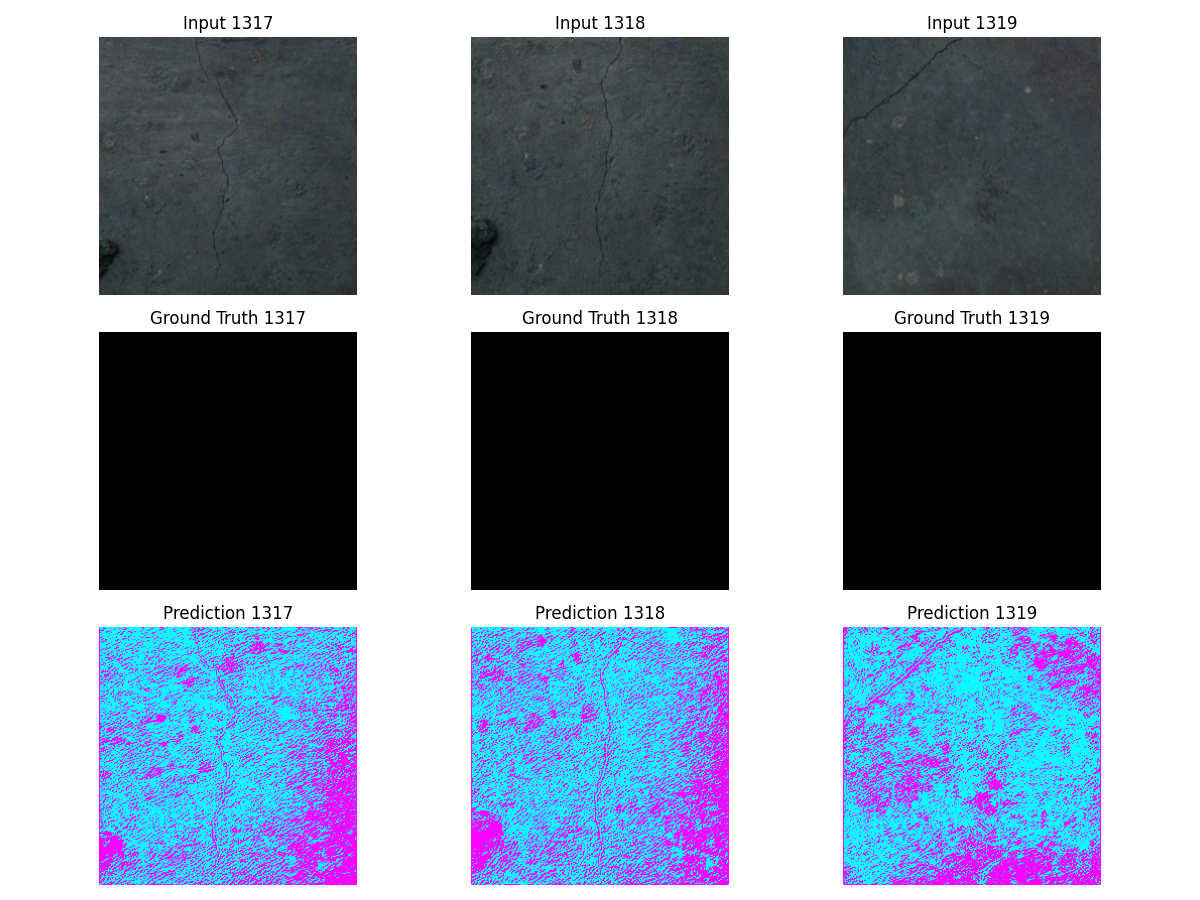 Input 1317
Input 1318
Input 1319
Ground Truth 1317
Ground Truth 1318
Ground Truth 1319
Prediction 1317
Prediction 1318
Prediction 1319